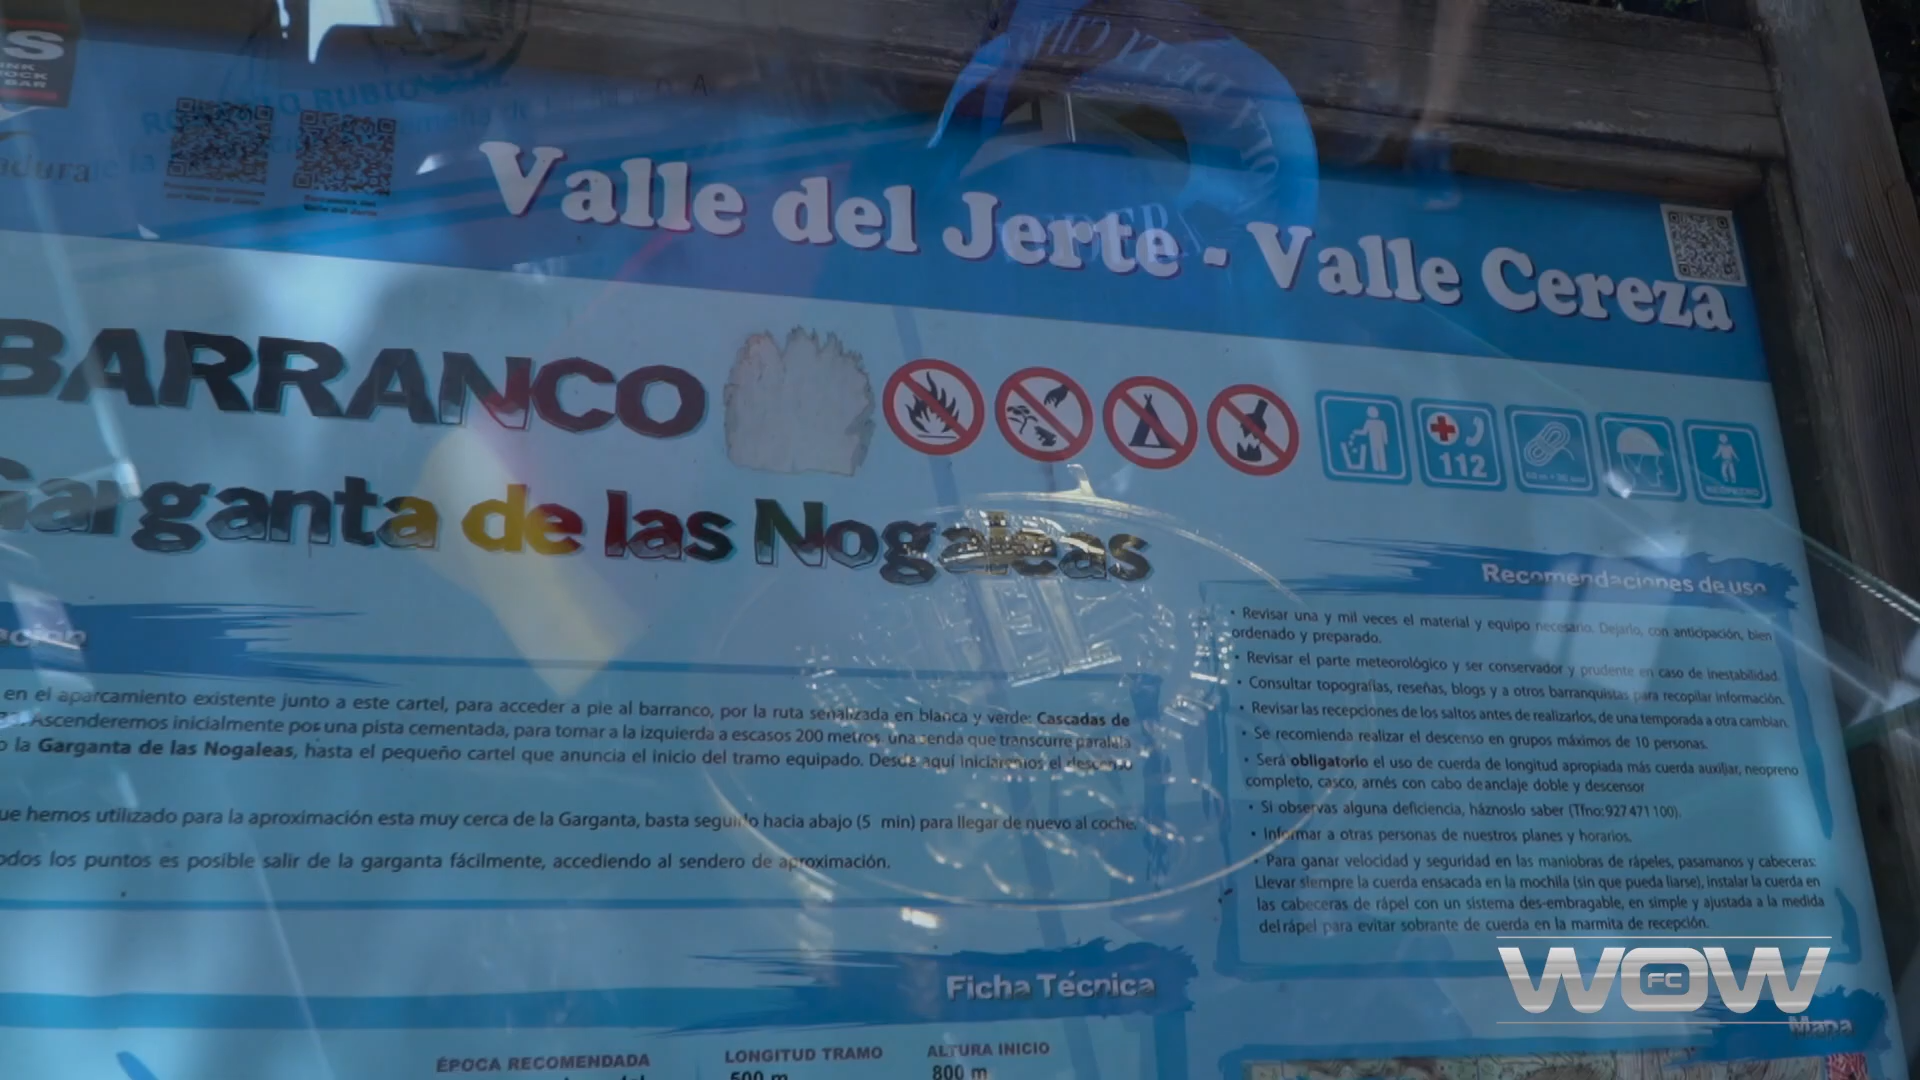 S
ROCK
BAR
Valle del Jerte - Valle Cereza
BARRANCO
Garganta de las Nogaleas
112
Recomendaciones de uso
• Revisar una y mil veces el material y equipo necesario. Dejarlo, con anticipación, bien
ordenado y preparado.
• Revisar el parte meteorológico y ser conservador y prudente en caso de inestabilidad.
• Consultar topografías, reseñas, blogs y a otros barranquistas para recopilar información.
• Revisar las recepciones de los saltos antes de realizarlos, de una temporada a otra cambian.
• Se recomienda realizar el descenso en grupos máximos de 10 personas.
• Será obligatorio el uso de cuerda de longitud apropiada más cuerda auxiliar, neopreno
completo, casco, arnés con cabo de anclaje doble y descensor
• Si observas alguna deficiencia, háznoslo saber (Tfno: 927 471 100).
• Informar a otras personas de nuestros planes y horarios.
• Para ganar velocidad y seguridad en las maniobras de rápeles, pasamanos y cabeceras:
Llevar siempre la cuerda ensacada en la mochila (sin que pueda liarse), instalar la cuerda en
las cabeceras de rápel con un sistema des-embragable, en simple y ajustada a la medida
del rápel para evitar sobrante de cuerda en la marmita de recepción.
en el aparcamiento existente junto a este cartel, para acceder a pie al barranco, por la ruta señalizada en blanca y verde: Cascadas de
Ascenderemos inicialmente por una pista cementada, para tomar a la izquierda a escasos 200 metros, una senda que transcurre paralela
la Garganta de las Nogaleas, hasta el pequeño cartel que anuncia el inicio del tramo equipado. Desde aquí iniciaremos el descenso
que hemos utilizado para la aproximación esta muy cerca de la Garganta, basta seguirlo hacia abajo (5 min) para llegar de nuevo al coche.
odos los puntos es posible salir de la garganta fácilmente, accediendo al sendero de aproximación.
Ficha Técnica
ÉPOCA RECOMENDADA
LONGITUD TRAMO
500 m
ALTURA INICIO
800 m
Mapa
WOW
FC